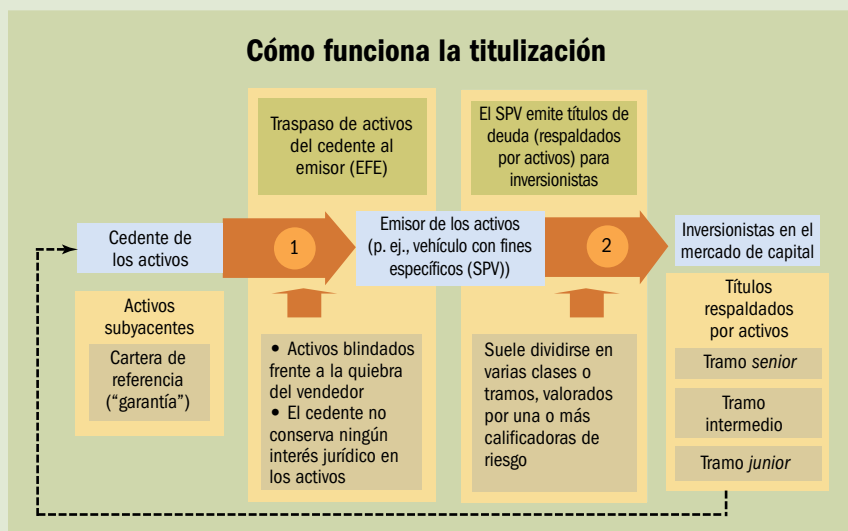 Cómo funciona la titulización
Traspaso de activos
del cedente al
emisor (EFE)
El SPV emite títulos de
deuda (respaldados
por activos) para
inversionistas
Cedente de
los activos
1
Emisor de los activos
(p. ej., vehículo con fines
específicos (SPV))
2
Inversionistas en el
mercado de capital
Activos
subyacentes
Cartera de
referencia
(“garantía”)
• Activos blindados
frente a la quiebra
del vendedor
• El cedente no
conserva ningún
interés jurídico en
los activos
Suele dividirse en
varias clases o
tramos, valorados
por una o más
calificadoras de
riesgo
Títulos
respaldados
por activos
Tramo senior
Tramo
intermedio
Tramo junior